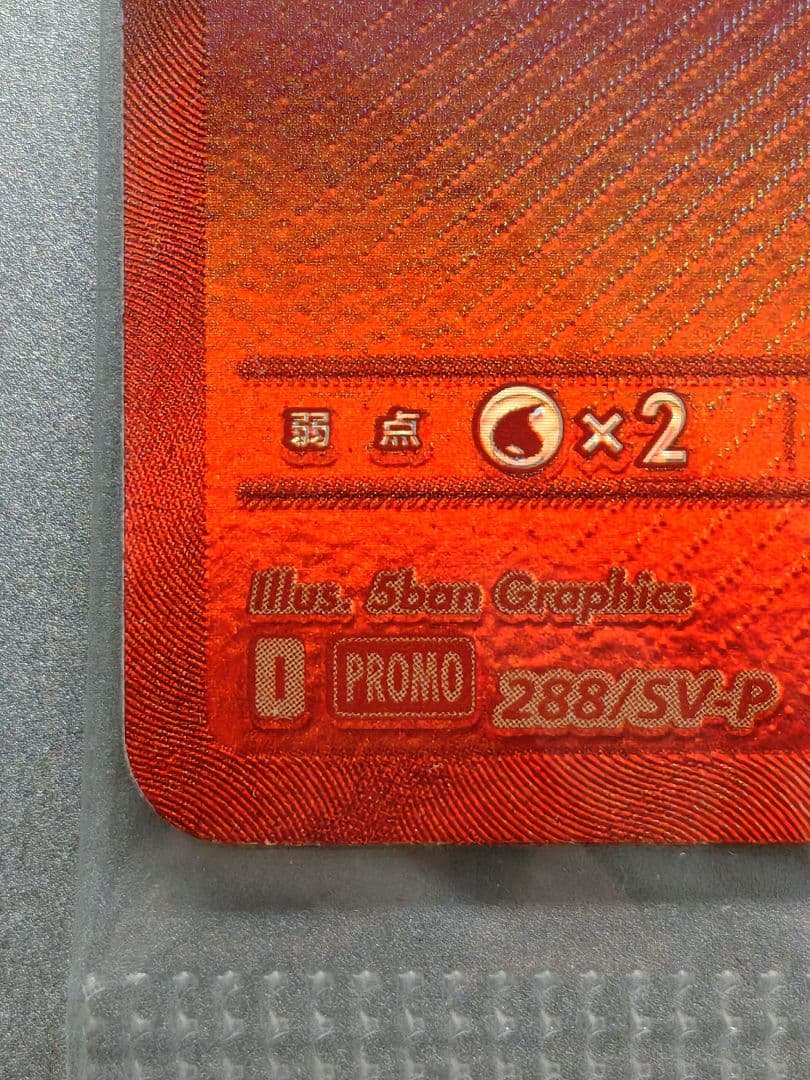 弱点 ×2
Illus. 5ban Graphics
I PROMO 288/SV-P